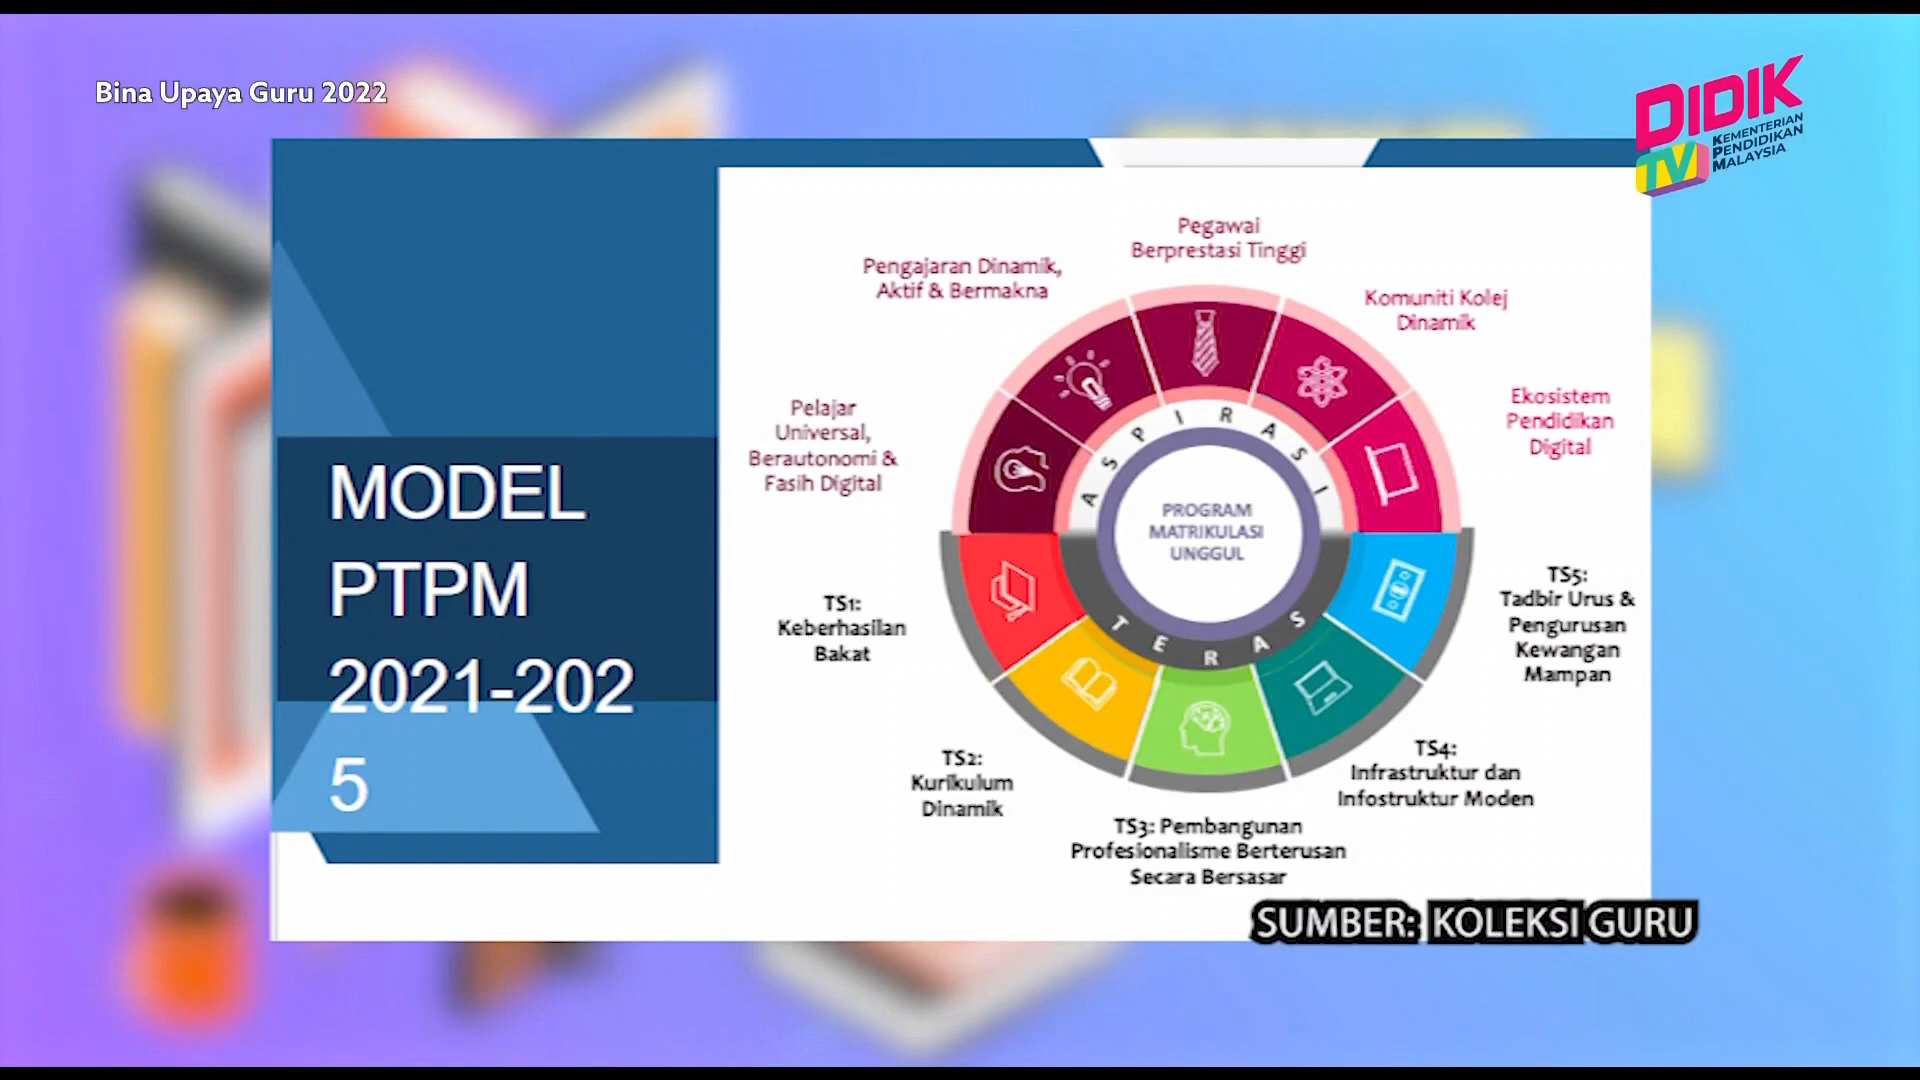 Bina Upaya Guru 2022
DIDIK
TV
KEMENTERIAN
PENDIDIKAN
MALAYSIA
MODEL
PTPM
2021-202
5
Pegawai
Berprestasi Tinggi
Pengajaran Dinamik,
Aktif & Bermakna
Komuniti Kolej
Dinamik
Pelajar
Universal,
Berautonomi &
Fasih Digital
Ekosistem
Pendidikan
Digital
ASPIRASI
PROGRAM
MATRIKULASI
UNGGUL
TERAS
TS1:
Keberhasilan
Bakat
TS2:
Kurikulum
Dinamik
TS3: Pembangunan
Profesionalisme Berterusan
Secara Bersasar
TS4:
Infrastruktur dan
Infostruktur Moden
TS5:
Tadbir Urus &
Pengurusan
Kewangan
Mampan
SUMBER: KOLEKSI GURU